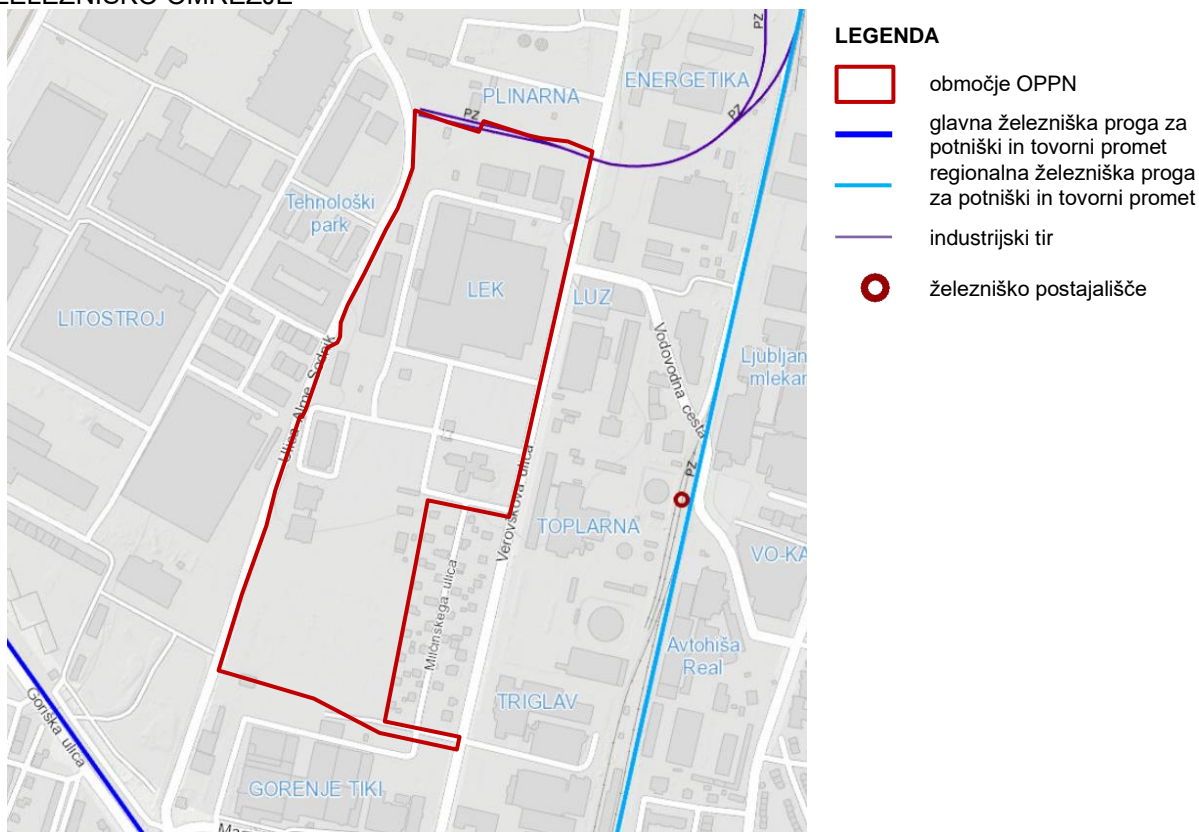 ŽELEZNIŠKO OMREŽJE
LEGENDA
območje OPPN
glavna železniška proga za
potniški in tovorni promet
regionalna železniška proga
za potniški in tovorni promet
industrijski tir
železniško postajališče
PZ
ENERGETIKA
PLINARNA
PZ
PZ
Tehnološki
park
LEK
LUZ
LITOSTROJ
Vodovodna cesta
Ljubljan
mlekar
Ulica Alme Sodnik
Verovškova ulica
PZ
TOPLARNA
VO-KA
Milčinskega ulica
Avtohiša
Real
TRIGLAV
Goriška ulica
GORENJE TIKI